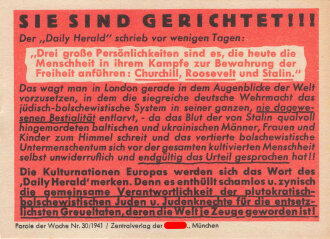 SIE SIND GERICHTET!!!
Der „Daily Herald" schrieb vor wenigen Tagen:
„Drei große Persönlichkeiten sind es, die heute die
Menschheit in ihrem Kampfe zur Bewahrung der
Freiheit anführen: Churchill, Roosevelt und Stalin."
Das wagt man in London gerade in dem Augenblicke der Welt
vorzusetzen, in dem die siegreiche deutsche Wehrmacht das
jüdisch-bolschewistische System in seiner ganzen, nie dagewe-
senen Bestialität entlarvt, - da das Blut der von Stalin qualvoll
hingemordeten baltischen und ukrainischen Männer, Frauen und
Kinder zum Himmel schreit und das vertierte bolschewistische
Untermenschentum sich vor der gesamten kultivierten Menschheit
selbst unwiderruflich und endgültig das Urteil gesprochen hat!!
Die Kulturnationen Europas werden sich das Wort des
„Daily Herald" merken. Denn es enthüllt schamlos u. zynisch
die gemeinsame Verantwortlichkeit der plutokratisch-
bolschewistischen Juden u. Judenknechte für die entsetz-
lichsten Greueltaten, deren die Welt je Zeuge geworden ist!
Parole der Woche Nr. 30/1941 / Zentralverlag der ., München